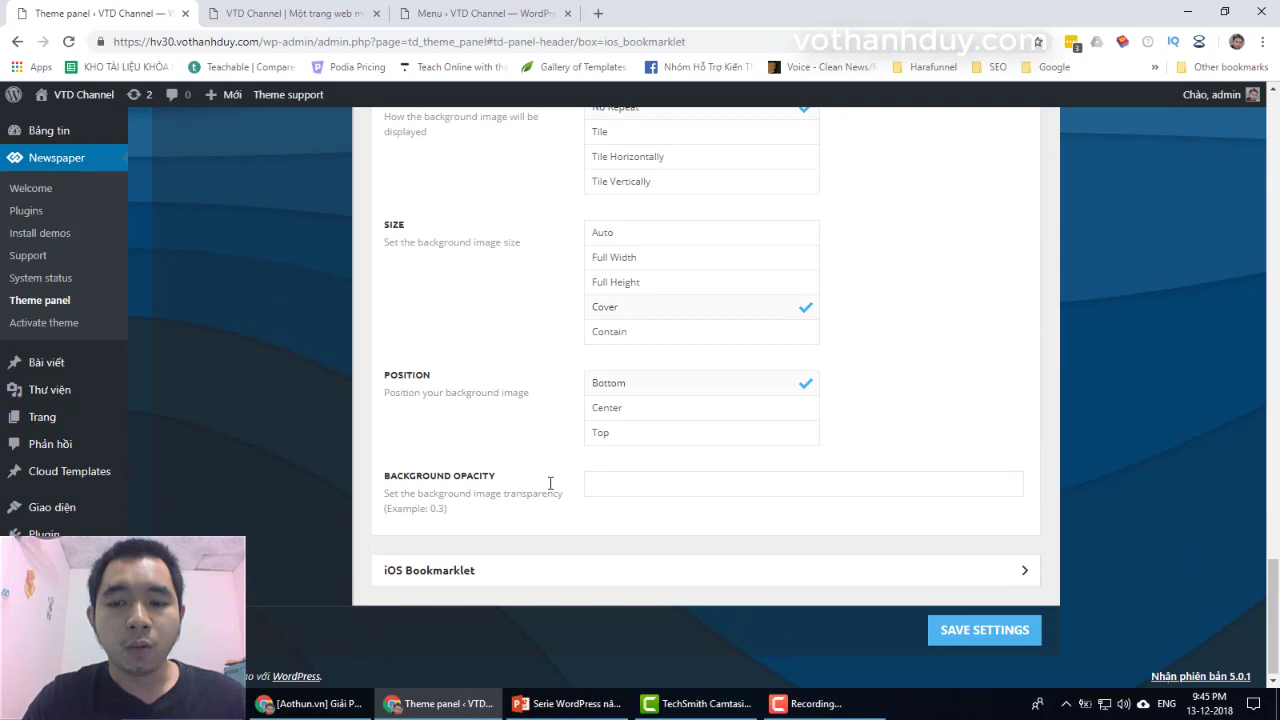 Theme panel ‹ VTD Channel —
VTD Channel | Một trang web m
Menu ‹ VTD Channel — WordPre
https://hv30.vothanhduy.com/wp-admin/admin.php?page=td_theme_panel#td-panel-header/box=ios_bookmarklet
vothanhduy.com
3
Apps
KHO TÀI LIỆU KHÓA
Teachable | Compare
Podia Pricing
Teach Online with the
Gallery of Templates
Nhóm Hỗ Trợ Kiến Th
Voice - Clean News/
Harafunnel
SEO
Google
»
Other bookmarks
VTD Channel
2
0
Mới
Theme support
Chào, admin
Bảng tin
Newspaper
Welcome
Plugins
Install demos
Support
System status
Theme panel
Activate theme
Bài viết
Thư viện
Trang
Phản hồi
Cloud Templates
Giao diện
Plugin
No Repeat
How the background image will be
displayed
Tile
Tile Horizontally
Tile Vertically
SIZE
Set the background image size
Auto
Full Width
Full Height
Cover
Contain
POSITION
Position your background image
Bottom
Center
Top
BACKGROUND OPACITY
Set the background image transparency
(Example: 0.3)
iOS Bookmarklet
SAVE SETTINGS
ạo với WordPress.
Nhận phiên bản 5.0.1
[Aothun.vn] Giải P...
Theme panel ‹ VTD...
Serie WordPress nâ...
TechSmith Camtasi...
Recording...
ENG
9:45 PM
13-12-2018